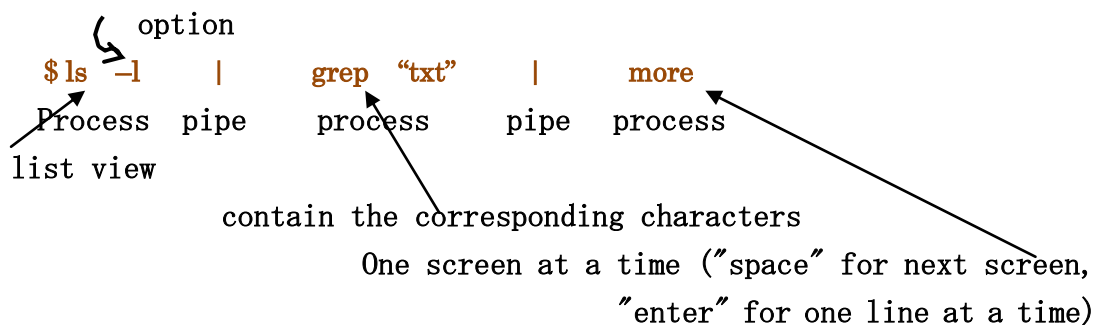 option
$ ls –l | grep “txt” | more
Process pipe process pipe process
list view
contain the corresponding characters
One screen at a time ("space" for next screen,
"enter" for one line at a time)